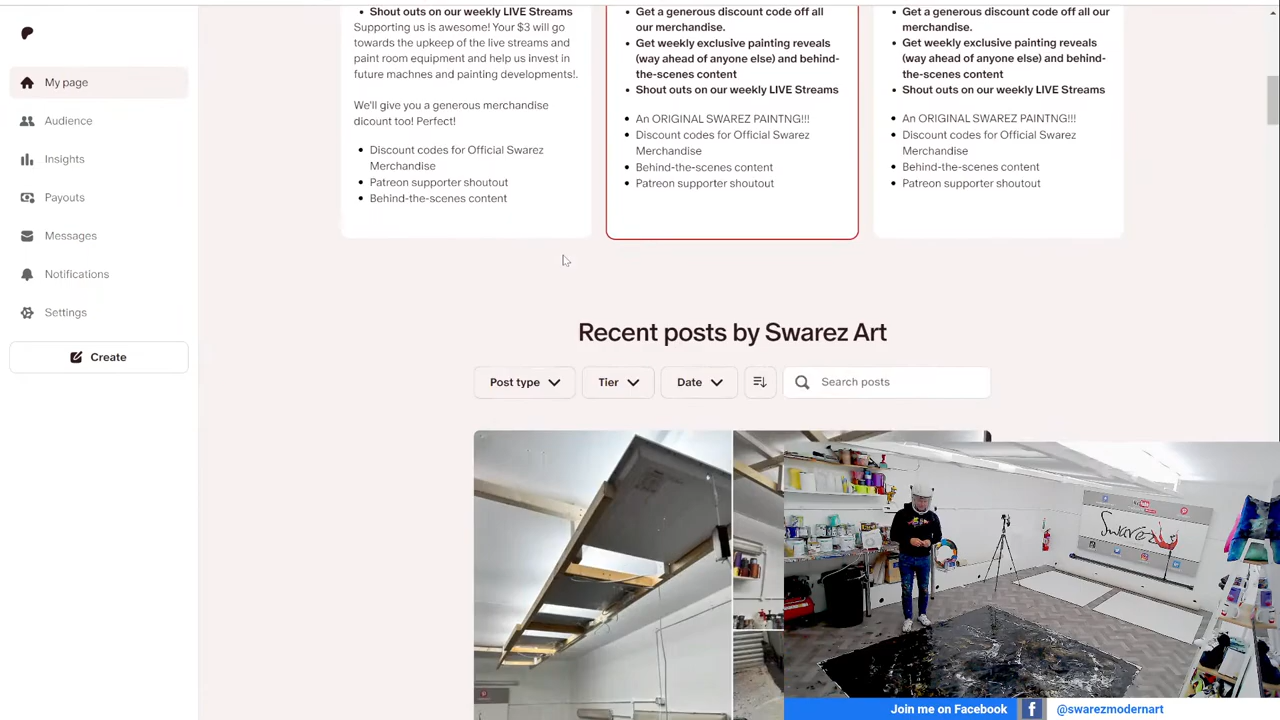 My page
Audience
Insights
Payouts
Messages
Notifications
Settings
Create
Shout outs on our weekly LIVE Streams
Supporting us is awesome! Your $3 will go
towards the upkeep of the live streams and
paint room equipment and help us invest in
future machnes and painting developments!.
We'll give you a generous merchandise
dicount too! Perfect!
Discount codes for Official Swarez
Merchandise
Patreon supporter shoutout
Behind-the-scenes content
Get a generous discount code off all
our merchandise.
Get weekly exclusive painting reveals
(way ahead of anyone else) and behind-
the-scenes content
Shout outs on our weekly LIVE Streams
An ORIGINAL SWAREZ PAINTNG!!!
Discount codes for Official Swarez
Merchandise
Behind-the-scenes content
Patreon supporter shoutout
Get a generous discount code off all our
merchandise.
Get weekly exclusive painting reveals
(way ahead of anyone else) and behind-
the-scenes content
Shout outs on our weekly LIVE Streams
An ORIGINAL SWAREZ PAINTNG!!!
Discount codes for Official Swarez
Merchandise
Behind-the-scenes content
Patreon supporter shoutout
Recent posts by Swarez Art
Post type
Tier
Date
Search posts
Swarez
Join me on Facebook
@swarezmodernart